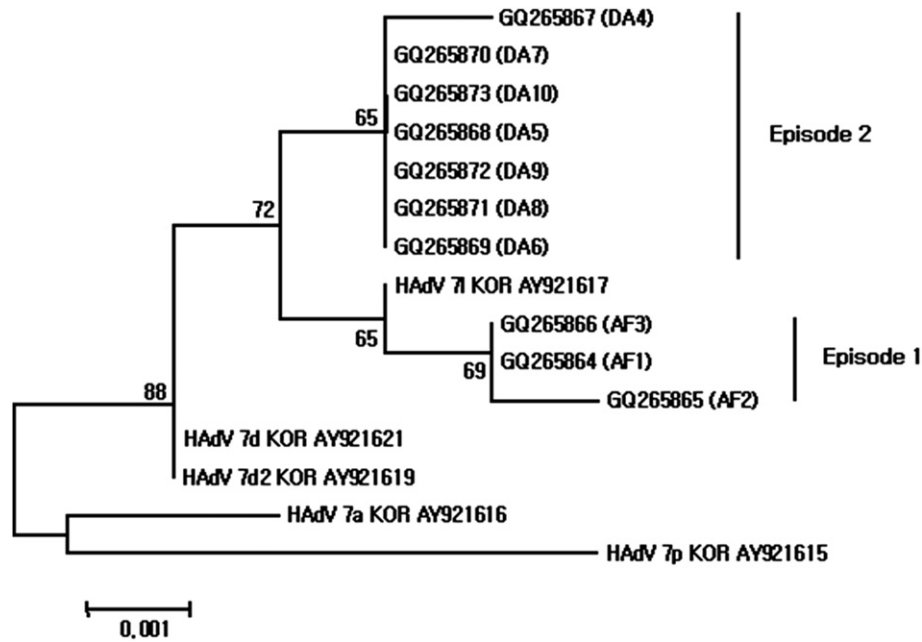 GQ265867 (DA4)
GQ265870 (DA7)
GQ265873 (DA10)
65
GQ265868 (DA5)
Episode 2
GQ265872 (DA9)
72
GQ265871 (DA8)
GQ265869 (DA6)
HAdV 7l KOR AY921617
GQ265866 (AF3)
65
GQ265864 (AF1)
Episode 1
69
GQ265865 (AF2)
88
HAdV 7d KOR AY921621
HAdV 7d2 KOR AY921619
HAdV 7a KOR AY921616
HAdV 7p KOR AY921615
0.001